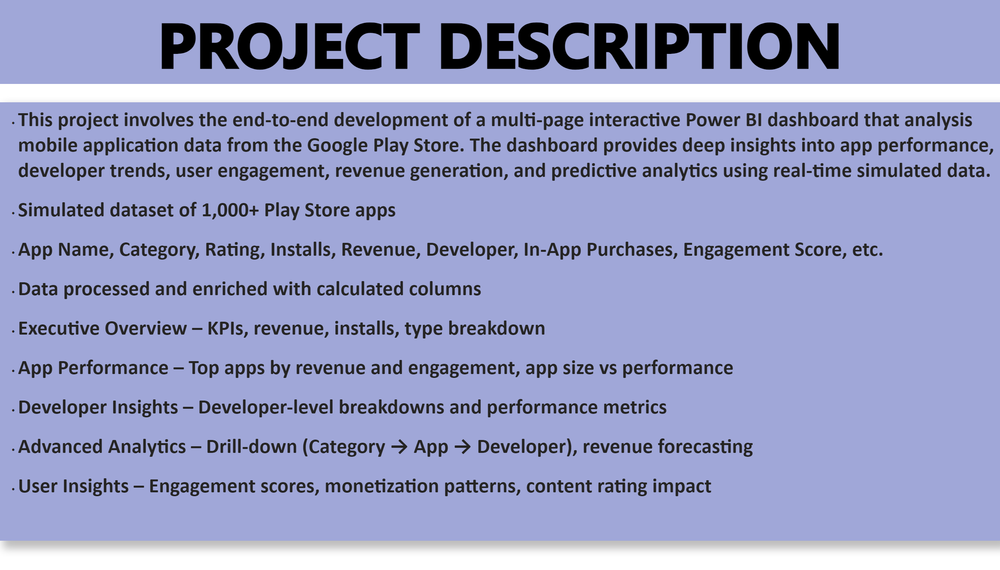 PROJECT DESCRIPTION
· This project involves the end-to-end development of a multi-page interactive Power BI dashboard that analysis
mobile application data from the Google Play Store. The dashboard provides deep insights into app performance,
developer trends, user engagement, revenue generation, and predictive analytics using real-time simulated data.
· Simulated dataset of 1,000+ Play Store apps
· App Name, Category, Rating, Installs, Revenue, Developer, In-App Purchases, Engagement Score, etc.
· Data processed and enriched with calculated columns
· Executive Overview – KPIs, revenue, installs, type breakdown
· App Performance – Top apps by revenue and engagement, app size vs performance
· Developer Insights – Developer-level breakdowns and performance metrics
· Advanced Analytics – Drill-down (Category → App → Developer), revenue forecasting
· User Insights – Engagement scores, monetization patterns, content rating impact